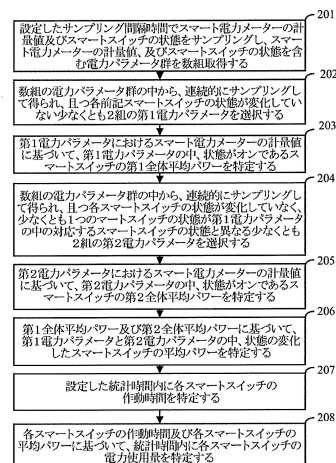 201
設定したサンプリング間隔時間でスマート電力メーターの計
量値及びスマートスイッチの状態をサンプリングし、スマ
ートメーターの計量値、及びスマートスイッチの状態を含
む電力パラメータ群を数組取得する
202
数組の電力パラメータ群の中から、連続的にサンプリングし
て得られ、且つ各前記スマートスイッチの状態が変化してい
ない少なくとも2組の第1電力パラメータを選択する
203
第1電力パラメータにおけるスマート電力メーターの計量値
に基づいて、第1電力パラメータの中、状態がオンであるス
マートスイッチの第1全体平均パワーを特定する
204
数組の電力パラメータ群の中から、連続的にサンプリングし
て得られ、且つ各スマートスイッチの状態が変化していなく、
少なくとも1つのマートスイッチの状態が第1電力パラメータ
の中の対応するスマートスイッチの状態と異なる少なくとも
2組の第2電力パラメータを選択する
205
第2電力パラメータにおけるスマート電力メーターの計量値
に基づいて、第2電力パラメータの中、状態がオンであるス
マートスイッチの第2全体平均パワーを特定する
206
第1全体平均パワー及び第2全体平均パワーに基づいて、
第1電力パラメータと第2電力パラメータの中、状態の変化
したスマートスイッチの平均パワーを特定する
207
設定した統計時間内に各スマートスイッチの
作動時間を特定する
208
各スマートスイッチの作動時間及び各スマートスイッチの
平均パワーに基づいて、統計時間内に各スマートスイッチの
電力使用量を特定する